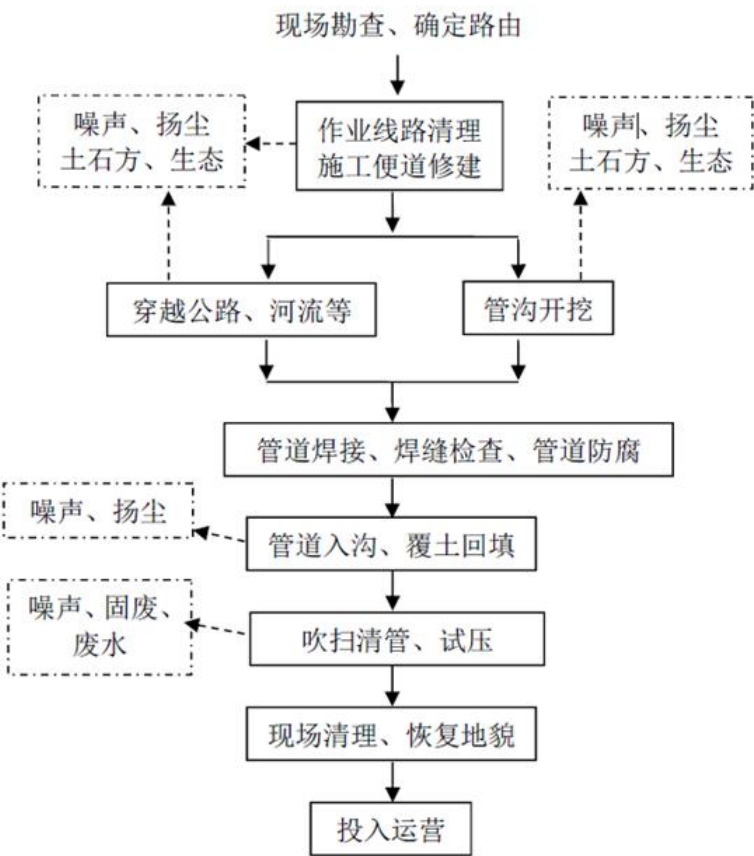 现场勘查、确定路由
噪声、扬尘
土石方、生态
作业线路清理
施工便道修建
噪声、扬尘
土石方、生态
穿越公路、河流等
管沟开挖
管道焊接、焊缝检查、管道防腐
噪声、扬尘
管道入沟、覆土回填
噪声、固废、
废水
吹扫清管、试压
现场清理、恢复地貌
投入运营